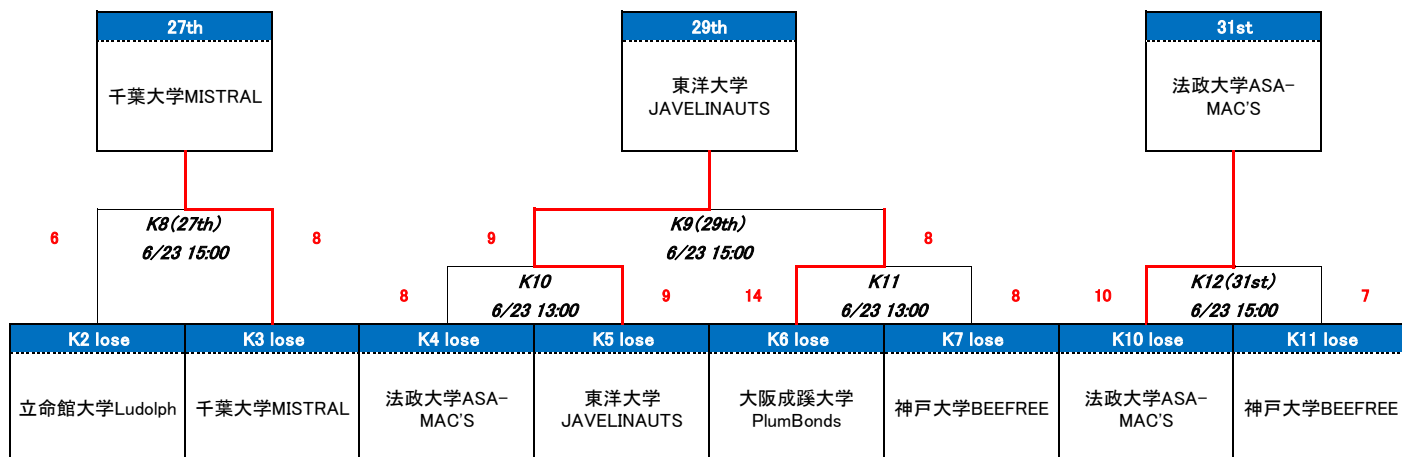 27th
29th
31st
千葉大学MISTRAL
東洋大学
JAVELINAUTS
法政大学ASA-
MAC'S
6
K8(27th)
6/23 15:00
8
9
K9(29th)
6/23 15:00
8
8
K10
6/23 13:00
9
14
K11
6/23 13:00
8
10
K12(31st)
6/23 15:00
7
K2 lose
K3 lose
K4 lose
K5 lose
K6 lose
K7 lose
K10 lose
K11 lose
立命館大学Ludolph
千葉大学MISTRAL
法政大学ASA-
MAC'S
東洋大学
JAVELINAUTS
大阪成蹊大学
PlumBonds
神戸大学BEEFREE
法政大学ASA-
MAC'S
神戸大学BEEFREE